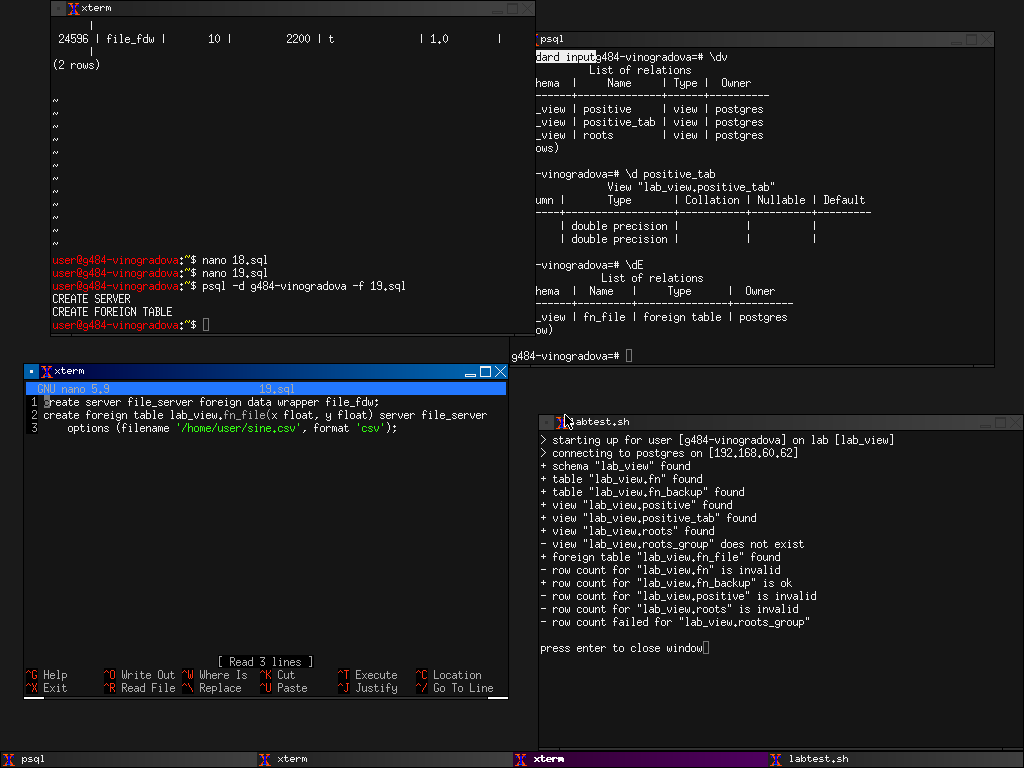 xterm
|
24596 | file_fdw | 10 | 2200 | t | 1.0 |
|
(2 rows)
~
~
~
~
~
~
~
~
~
~
~
~
user@g484-vinogradova:~$ nano 18.sql
user@g484-vinogradova:~$ nano 19.sql
user@g484-vinogradova:~$ psql -d g484-vinogradova -f 19.sql
CREATE SERVER
CREATE FOREIGN TABLE
user@g484-vinogradova:~$
psql
dard inputg484-vinogradova=# \dv
List of relations
hema | Name | Type | Owner
------+--------------+------+----------
_view | positive | view | postgres
_view | positive_tab | view | postgres
_view | roots | view | postgres
ows)
-vinogradova=# \d positive_tab
View "lab_view.positive_tab"
umn | Type | Collation | Nullable | Default
----+------------------+-----------+----------+---------
| double precision | | |
| double precision | | |
-vinogradova=# \dE
List of relations
hema | Name | Type | Owner
------+---------+---------------+----------
_view | fn_file | foreign table | postgres
ow)
g484-vinogradova=#
xterm
GNU nano 5.9 19.sql
1 create server file_server foreign data wrapper file_fdw;
2 create foreign table lab_view.fn_file(x float, y float) server file_server
3 options (filename '/home/user/sine.csv', format 'csv');
[ Read 3 lines ]
^G Help ^O Write Out ^W Where Is ^K Cut ^T Execute ^C Location
^X Exit ^R Read File ^\ Replace ^U Paste ^J Justify ^/ Go To Line
labtest.sh
> starting up for user [g484-vinogradova] on lab [lab_view]
> connecting to postgres on [192.168.60.62]
+ schema "lab_view" found
+ table "lab_view.fn" found
+ table "lab_view.fn_backup" found
+ view "lab_view.positive" found
+ view "lab_view.positive_tab" found
+ view "lab_view.roots" found
- view "lab_view.roots_group" does not exist
+ foreign table "lab_view.fn_file" found
- row count for "lab_view.fn" is invalid
+ row count for "lab_view.fn_backup" is ok
- row count for "lab_view.positive" is invalid
- row count for "lab_view.roots" is invalid
- row count failed for "lab_view.roots_group"
press enter to close window
psql xterm xterm labtest.sh